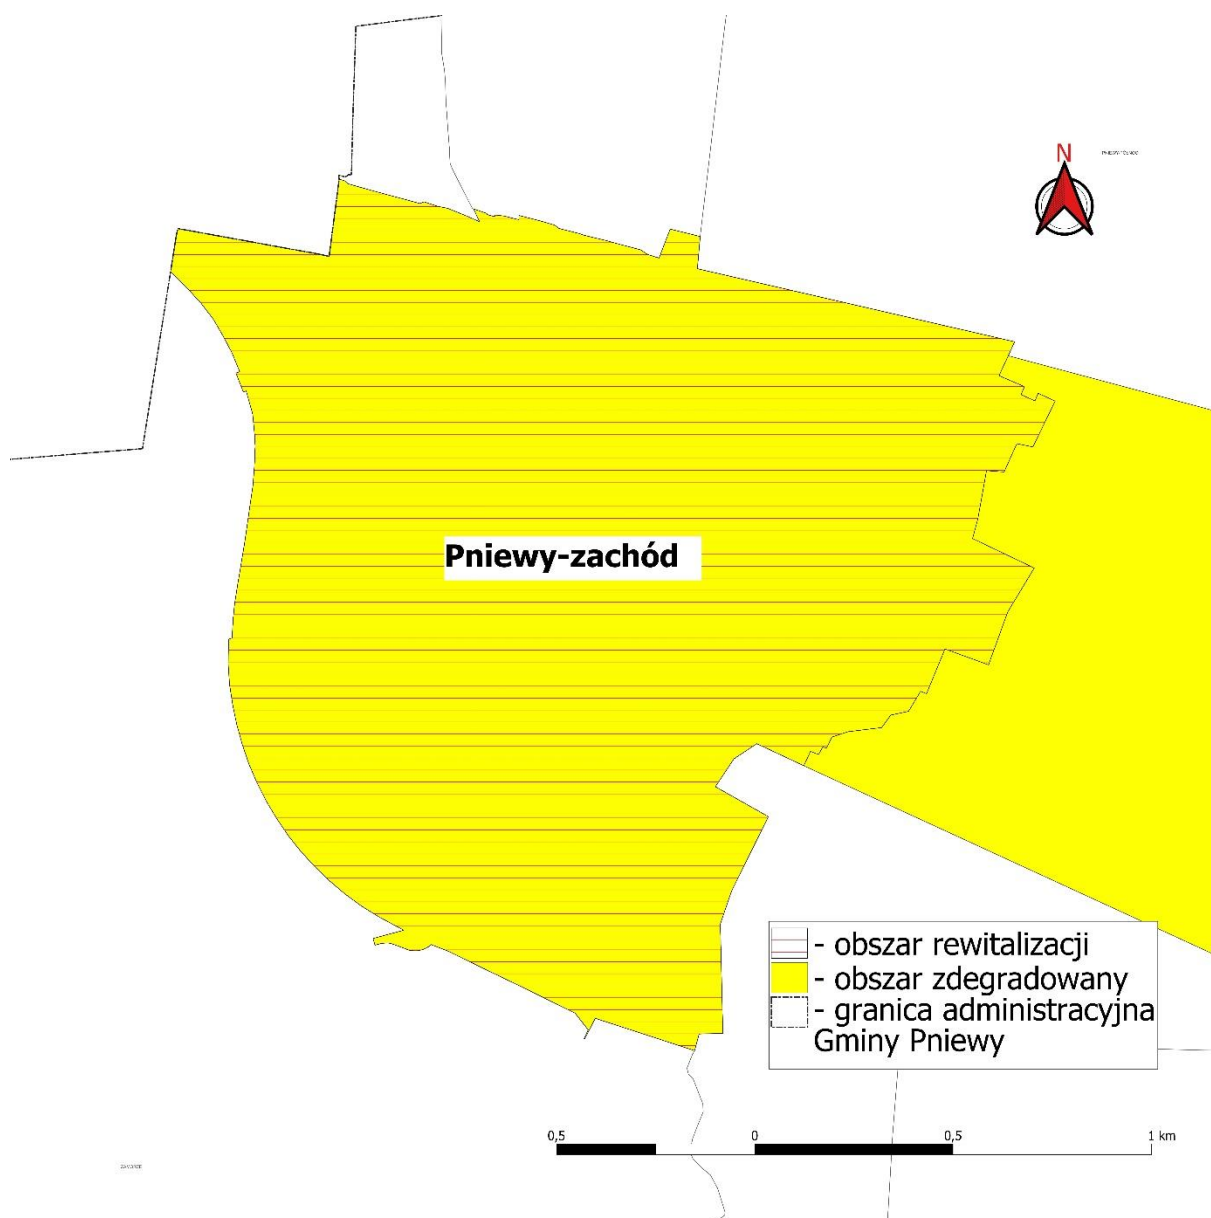 N
Pniewy-zachód
- obszar rewitalizacji
- obszar zdegradowany
- granica administracyjna
Gminy Pniewy
0,5 0 0,5 1 km